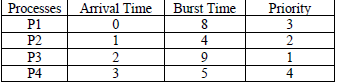 Processes Arrival Time Burst Time Priority
P1 0 8 3
P2 1 4 2
P3 2 9 1
P4 3 5 4